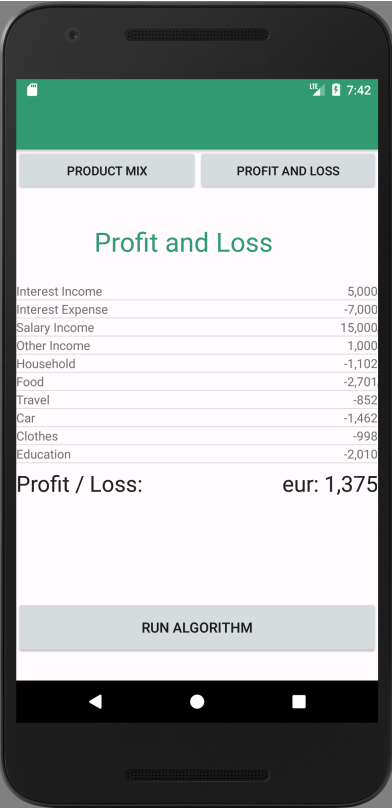 LTE 7:42
PRODUCT MIX PROFIT AND LOSS
Profit and Loss
Interest Income 5,000
Interest Expense -7,000
Salary Income 15,000
Other Income 1,000
Household -1,102
Food -2,701
Travel -852
Car -1,462
Clothes -998
Education -2,010
Profit / Loss: eur: 1,375
RUN ALGORITHM